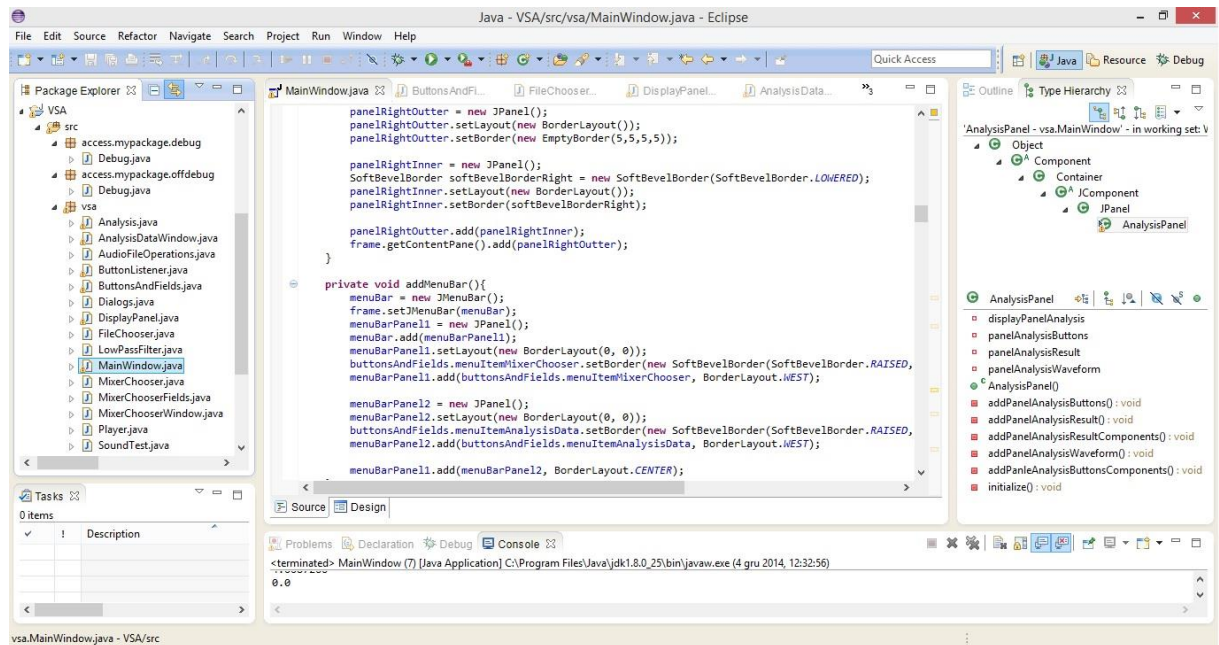 Java - VSA/src/vsa/MainWindow.java - Eclipse
File Edit Source Refactor Navigate Search Project Run Window Help
Quick Access
Java Resource Debug
Package Explorer
VSA
src
access.mypackage.debug
Debug.java
access.mypackage.offdebug
Debug.java
vsa
Analysis.java
AnalysisDataWindow.java
AudioFileOperations.java
ButtonListener.java
ButtonsAndFields.java
Dialogs.java
DisplayPanel.java
FileChooser.java
LowPassFilter.java
MainWindow.java
MixerChooser.java
MixerChooserFields.java
MixerChooserWindow.java
Player.java
SoundTest.java
Tasks
0 items
! Description
MainWindow.java ButtonsAndFi... FileChooser... DisplayPanel... AnalysisData... »3
panelRightOutter = new JPanel();
panelRightOutter.setLayout(new BorderLayout());
panelRightOutter.setBorder(new EmptyBorder(5,5,5,5));
panelRightInner = new JPanel();
SoftBevelBorder softBevelBorderRight = new SoftBevelBorder(SoftBevelBorder.LOWERED);
panelRightInner.setLayout(new BorderLayout());
panelRightInner.setBorder(softBevelBorderRight);
panelRightOutter.add(panelRightInner);
frame.getContentPane().add(panelRightOutter);
}
private void addMenuBar(){
menuBar = new JMenuBar();
frame.setJMenuBar(menuBar);
menuBarPanel1 = new JPanel();
menuBar.add(menuBarPanel1);
menuBarPanel1.setLayout(new BorderLayout(0, 0));
buttonsAndFields.menuItemMixerChooser.setBorder(new SoftBevelBorder(SoftBevelBorder.RAISED,
menuBarPanel1.add(buttonsAndFields.menuItemMixerChooser, BorderLayout.WEST);
menuBarPanel2 = new JPanel();
menuBarPanel2.setLayout(new BorderLayout(0, 0));
buttonsAndFields.menuItemAnalysisData.setBorder(new SoftBevelBorder(SoftBevelBorder.RAISED,
menuBarPanel2.add(buttonsAndFields.menuItemAnalysisData, BorderLayout.WEST);
menuBarPanel1.add(menuBarPanel2, BorderLayout.CENTER);
Source Design
Problems Declaration Debug Console
<terminated> MainWindow (7) [Java Application] C:\Program Files\Java\jdk1.8.0_25\bin\javaw.exe (4 gru 2014, 12:32:56)
0.0
Outline Type Hierarchy
'AnalysisPanel - vsa.MainWindow' - in working set:
Object
Component
Container
JComponent
JPanel
AnalysisPanel
AnalysisPanel
displayPanelAnalysis
panelAnalysisButtons
panelAnalysisResult
panelAnalysisWaveform
AnalysisPanel()
addPanelAnalysisButtons() : void
addPanelAnalysisResult() : void
addPanelAnalysisResultComponents() : void
addPanelAnalysisWaveform() : void
addPanleAnalysisButtonsComponents() : void
initialize() : void
vsa.MainWindow.java - VSA/src